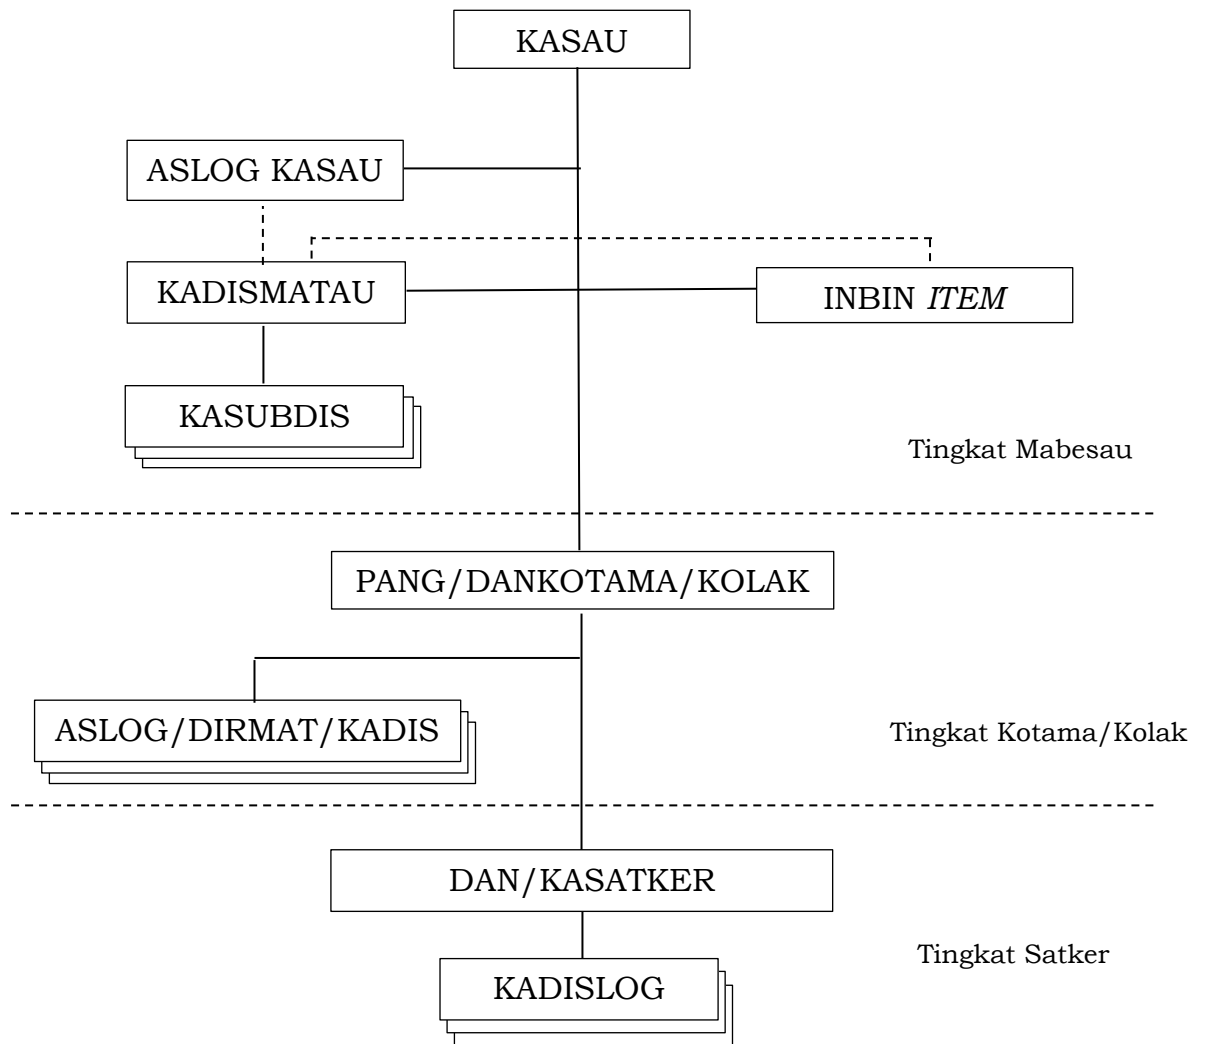 KASAU
ASLOG KASAU
KADISMATAU
INBIN ITEM
KASUBDIS
Tingkat Mabesau
PANG/DANKOTAMA/KOLAK
ASLOG/DIRMAT/KADIS
Tingkat Kotama/Kolak
DAN/KASATKER
Tingkat Satker
KADISLOG